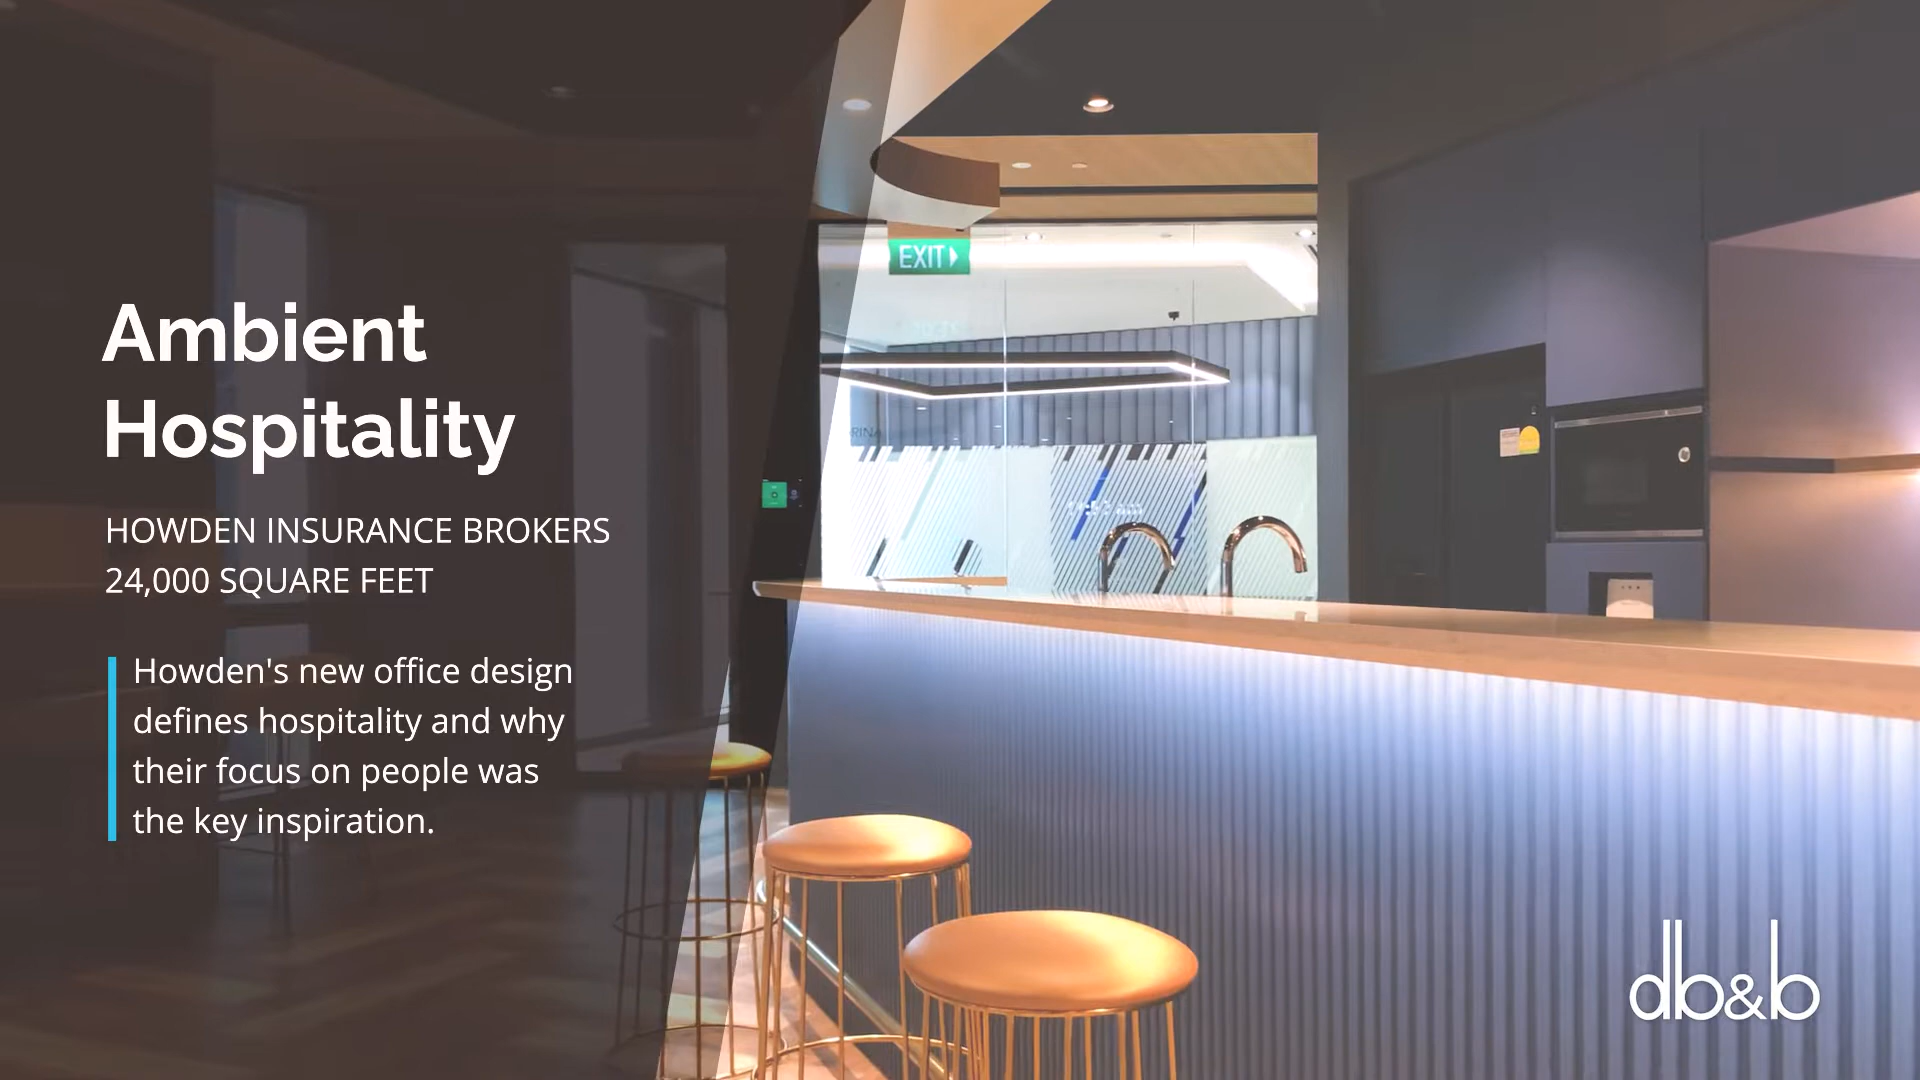 Ambient
Hospitality
HOWDEN INSURANCE BROKERS
24,000 SQUARE FEET
Howden's new office design
defines hospitality and why
their focus on people was
the key inspiration.
EXIT
db&b